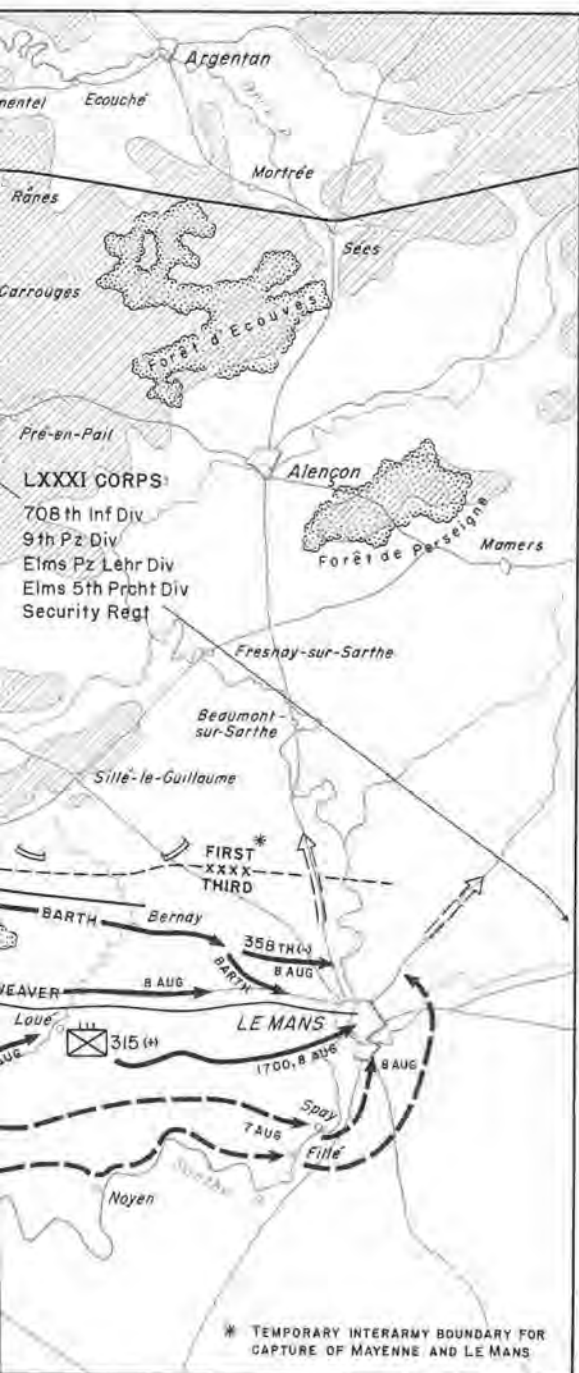 Argentan
Ecouché
Mortrée
Rânes
Sées
Carrouges
Forêt d'Ecouves
Pré-en-Pail
Alençon
LXXXI CORPS:
708th Inf Div
9th Pz Div
Elms Pz Lehr Div
Elms 5th Prcht Div
Security Regt
Forêt de Perseigne
Mamers
Fresnay-sur-Sarthe
Beaumont-
sur-Sarthe
Sillé-le-Guillaume
FIRST *
XXXX
THIRD
BARTH
Bernay
358TH (-)
8 AUG
BARTH
WEAVER
8 AUG
Loué
LE MANS
315 (+)
AUG
1700, 8 AUG
8 AUG
Spay
7 AUG
Fillé
Sarthe R
Noyen
* TEMPORARY INTERARMY BOUNDARY FOR
CAPTURE OF MAYENNE AND LE MANS